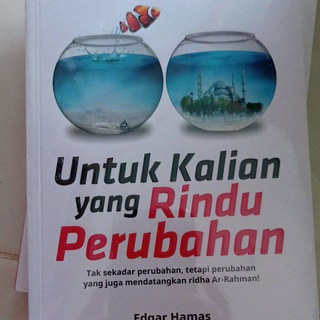 Untuk Kalian
yang Rindu
Perubahan
Tak sekadar perubahan, tetapi perubahan
yang juga mendatangkan ridha Ar-Rahman!
Edgar Hamas